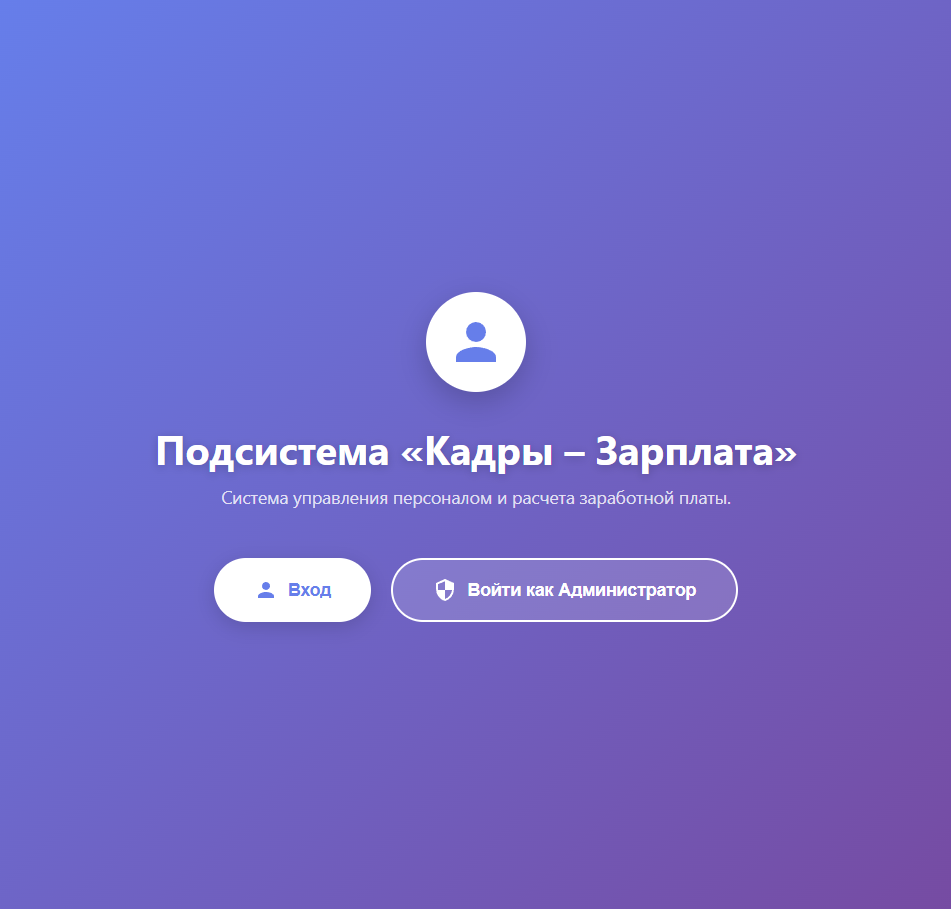 Подсистема «Кадры – Зарплата»
Система управления персоналом и расчета заработной платы.
Вход
Войти как Администратор